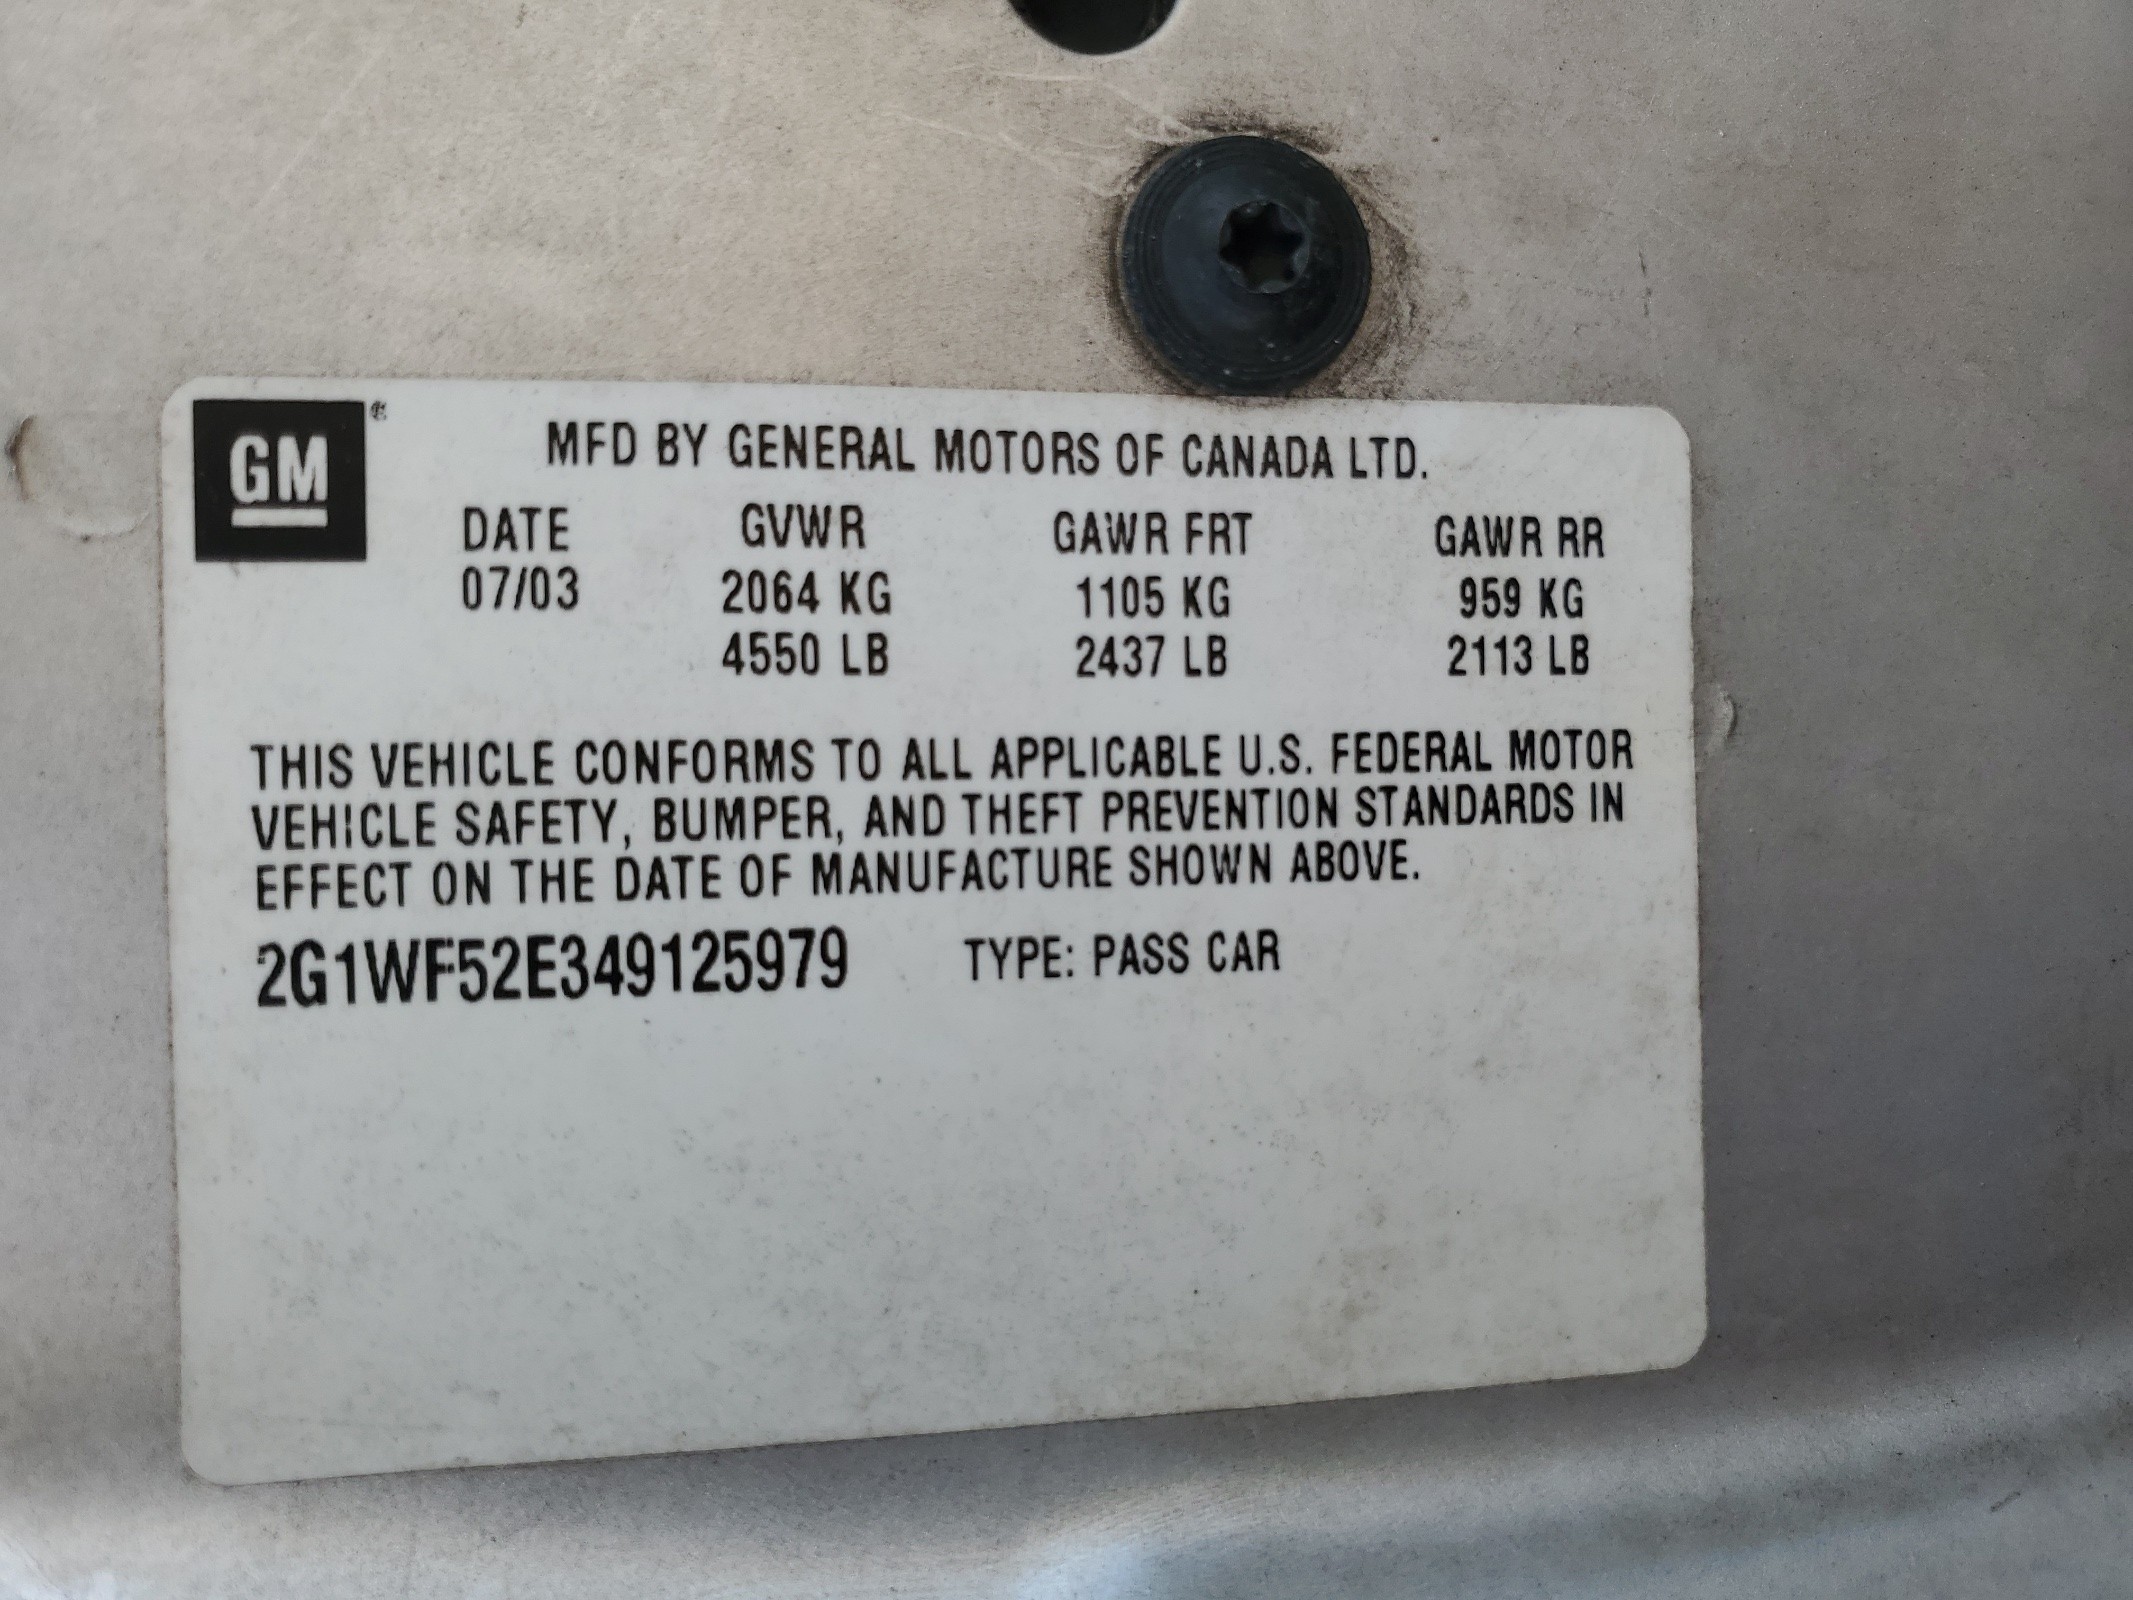 GM®
MFD BY GENERAL MOTORS OF CANADA LTD.
DATE GVWR GAWR FRT GAWR RR
07/03 2064 KG 1105 KG 959 KG
4550 LB 2437 LB 2113 LB
THIS VEHICLE CONFORMS TO ALL APPLICABLE U.S. FEDERAL MOTOR
VEHICLE SAFETY, BUMPER, AND THEFT PREVENTION STANDARDS IN
EFFECT ON THE DATE OF MANUFACTURE SHOWN ABOVE.
2G1WF52E349125979 TYPE: PASS CAR